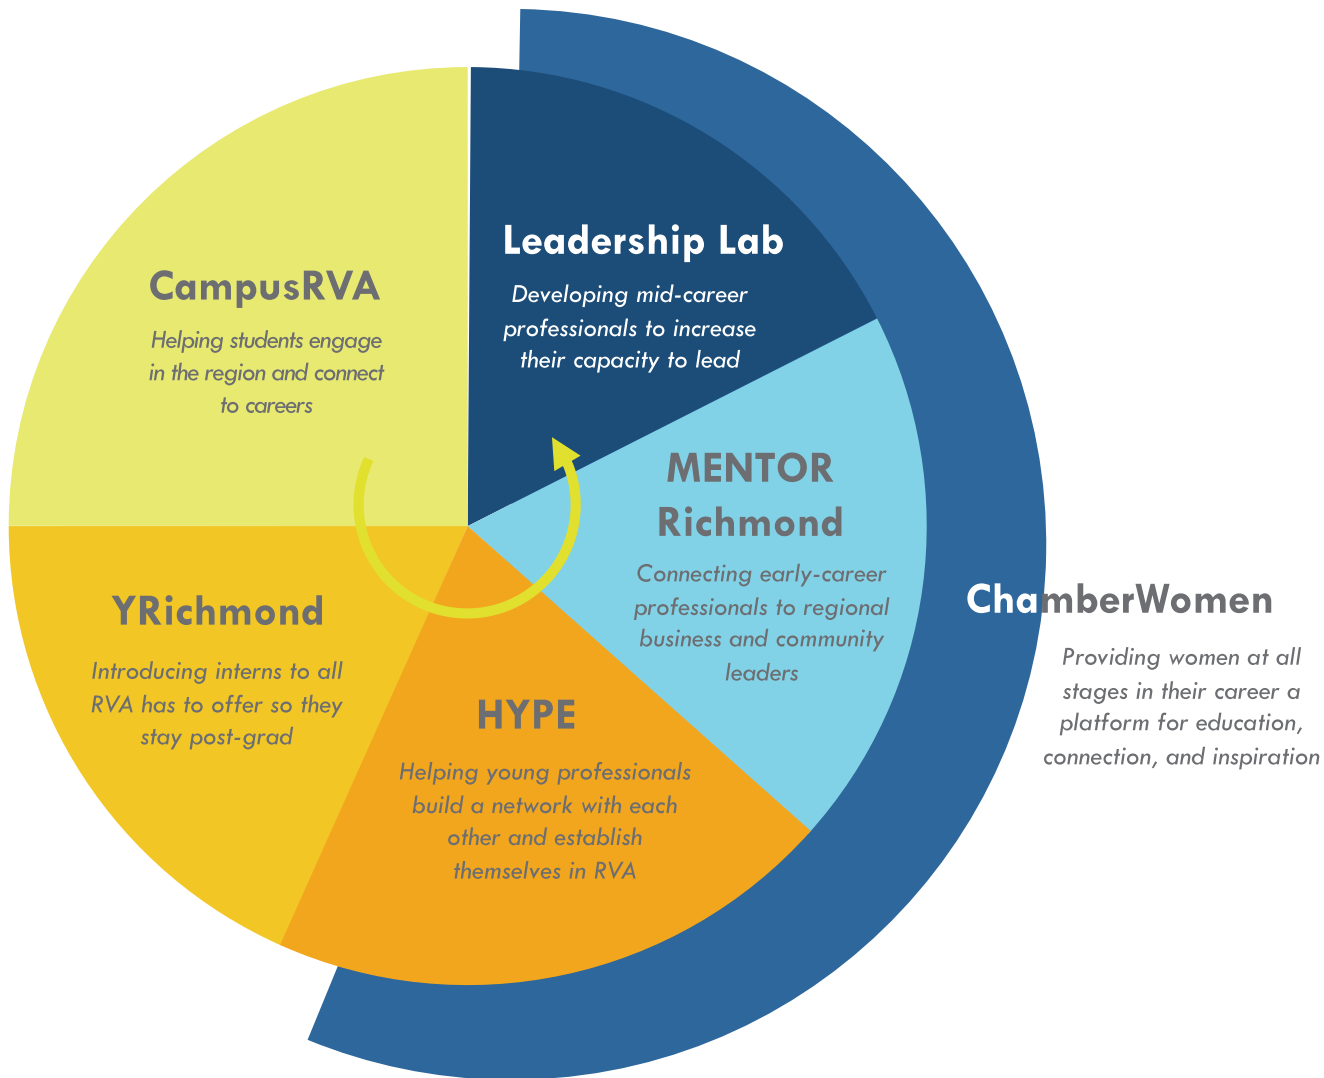 CampusRVA
Helping students engage
in the region and connect
to careers
Leadership Lab
Developing mid-career
professionals to increase
their capacity to lead
MENTOR
Richmond
Connecting early-career
professionals to regional
business and community
leaders
ChamberWomen
Providing women at all
stages in their career a
platform for education,
connection, and inspiration
YRichmond
Introducing interns to all
RVA has to offer so they
stay post-grad
HYPE
Helping young professionals
build a network with each
other and establish
themselves in RVA